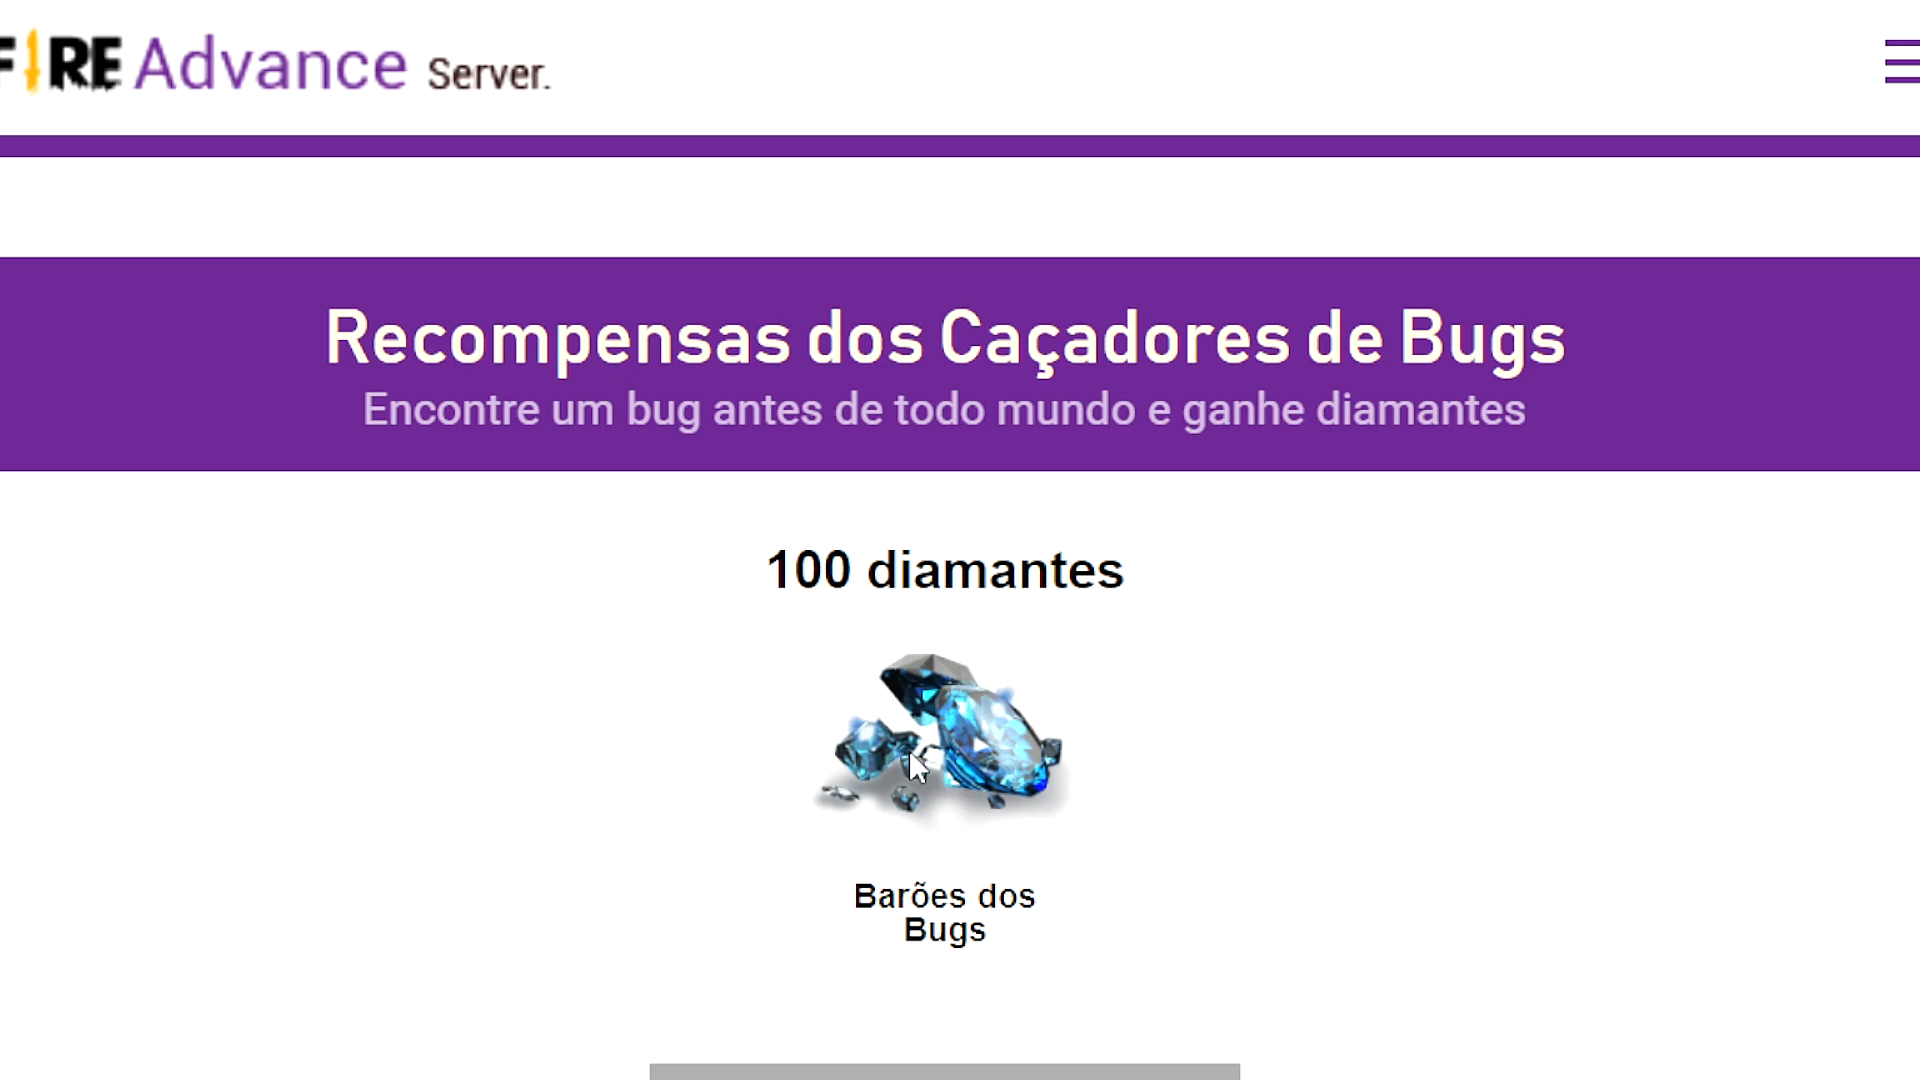 FIRE Advance Server.
Recompensas dos Caçadores de Bugs
Encontre um bug antes de todo mundo e ganhe diamantes
100 diamantes
Barões dos
Bugs